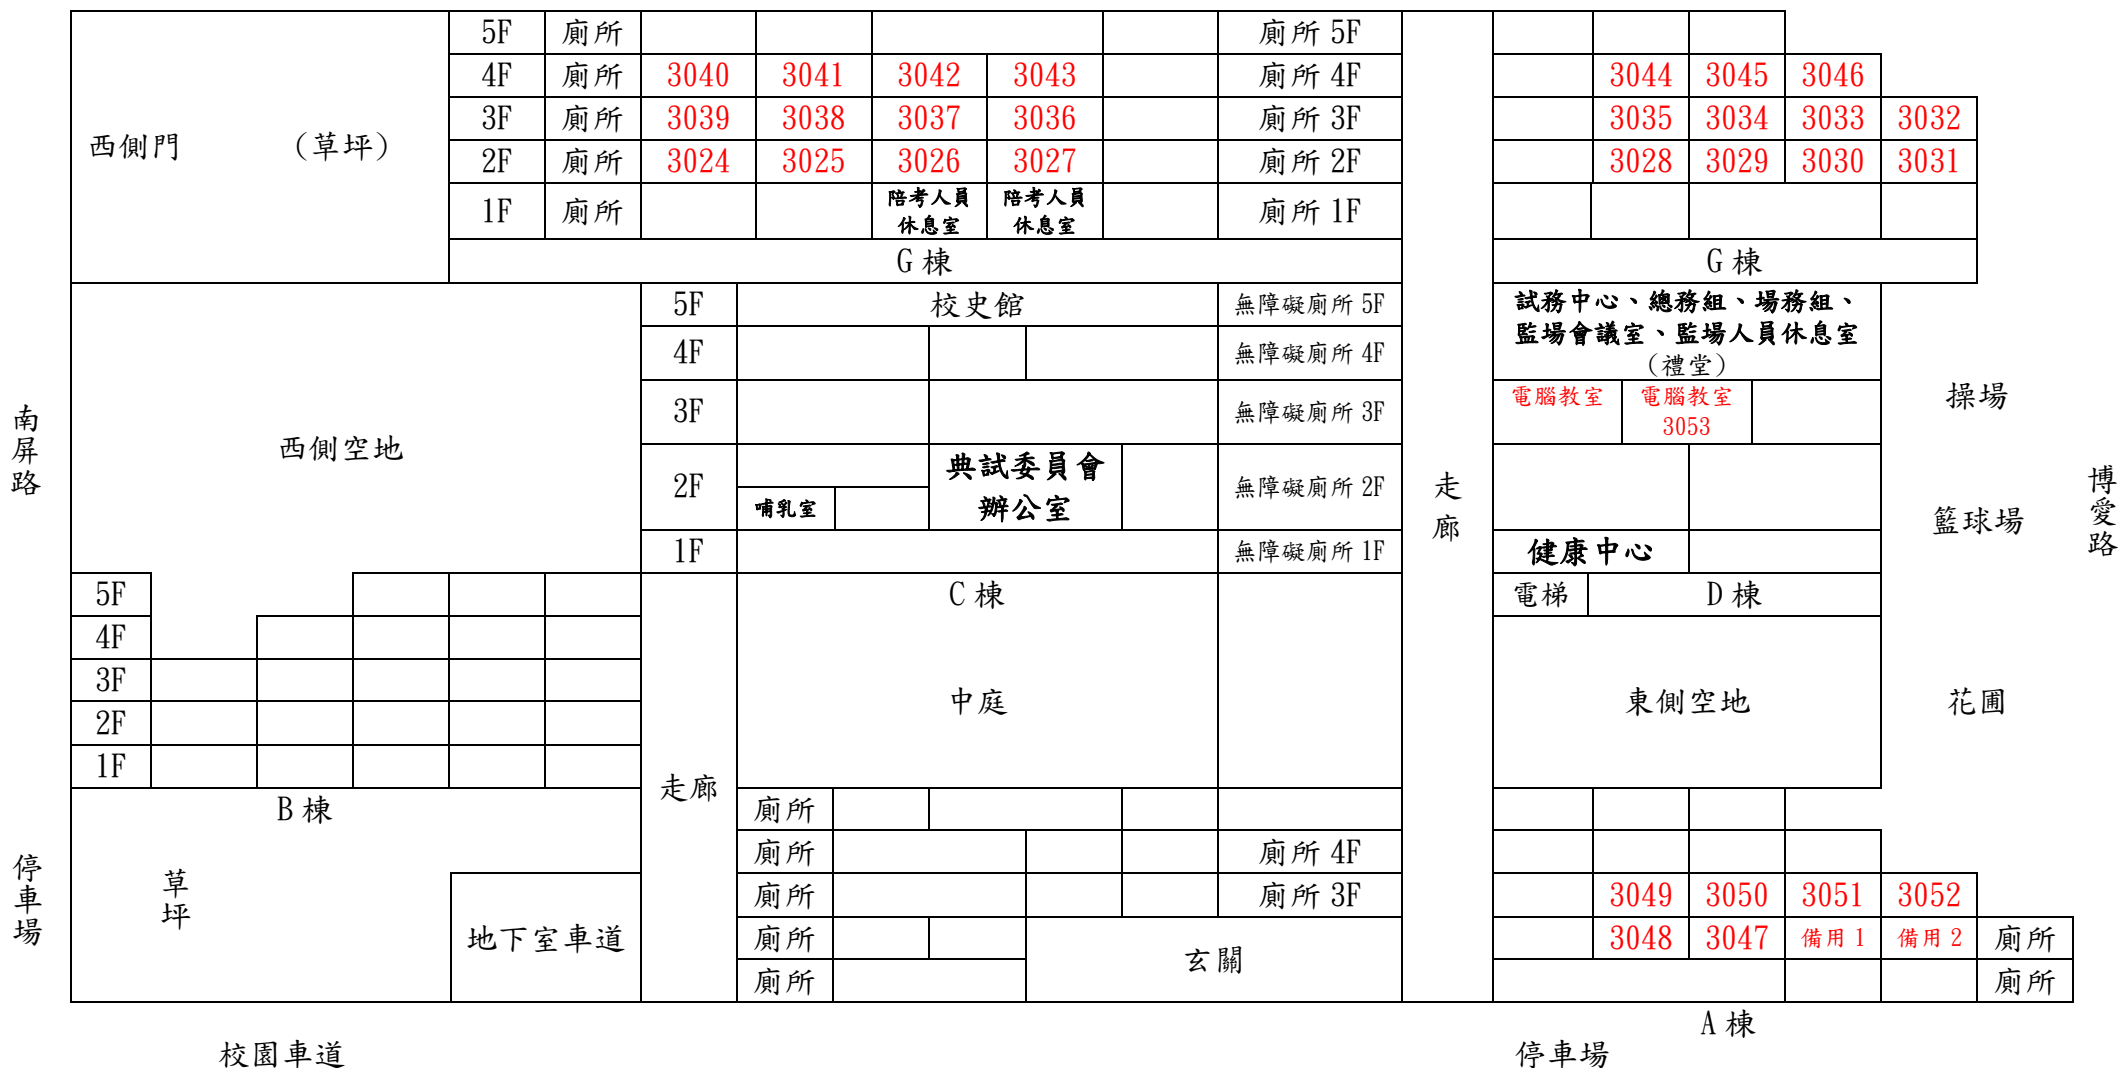 5F 廁所 廁所 5F
4F 廁所 3040 3041 3042 3043 廁所 4F 3044 3045 3046
西側門 (草坪) 3F 廁所 3039 3038 3037 3036 廁所 3F 3035 3034 3033 3032
2F 廁所 3024 3025 3026 3027 廁所 2F 3028 3029 3030 3031
1F 廁所 陪考人員 陪考人員 廁所 1F
休息室 休息室
G 棟 G 棟
5F 校史館 無障礙廁所 5F 試務中心、總務組、場務組、
監場會議室、監場人員休息室
(禮堂)
4F 無障礙廁所 4F
3F 無障礙廁所 3F 電腦教室 電腦教室
3053
操場
南屏路
西側空地
2F 典試委員會
辦公室
哺乳室
無障礙廁所 2F
走廊
籃球場
博愛路
1F 無障礙廁所 1F 健康中心
5F C 棟 電梯 D 棟
4F
3F
2F 中庭 東側空地 花圃
1F
走廊
B 棟 廁所
廁所 廁所 4F
停車場
草坪
廁所 廁所 3F 3049 3050 3051 3052
地下室車道 廁所 玄關 3048 3047 備用 1 備用 2 廁所
廁所 廁所
A 棟
校園車道 停車場